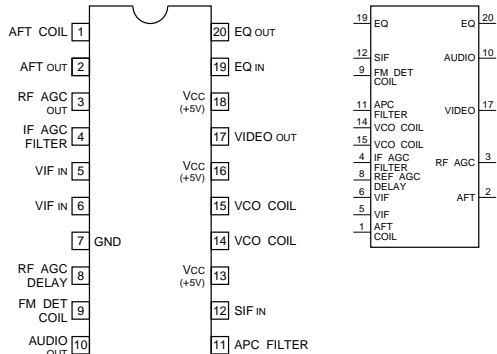 AFT COIL 1
AFT OUT 2
RF AGC
OUT 3
IF AGC
FILTER 4
VIF IN 5
VIF IN 6
7 GND
RF AGC
DELAY 8
FM DET
COIL 9
AUDIO
OUT 10
20 EQ OUT
19 EQ IN
VCC
(+5V) 18
17 VIDEO OUT
VCC
(+5V) 16
15 VCO COIL
14 VCO COIL
VCC
(+5V) 13
12 SIF IN
11 APC FILTER
19 EQ
12 SIF
9 FM DET
COIL
11 APC
FILTER
14 VCO COIL
15 VCO COIL
4 IF AGC
FILTER
8 REF AGC
DELAY
6 VIF
5 VIF
1 AFT
COIL
EQ 20
AUDIO 10
VIDEO 17
RF AGC 3
AFT 2